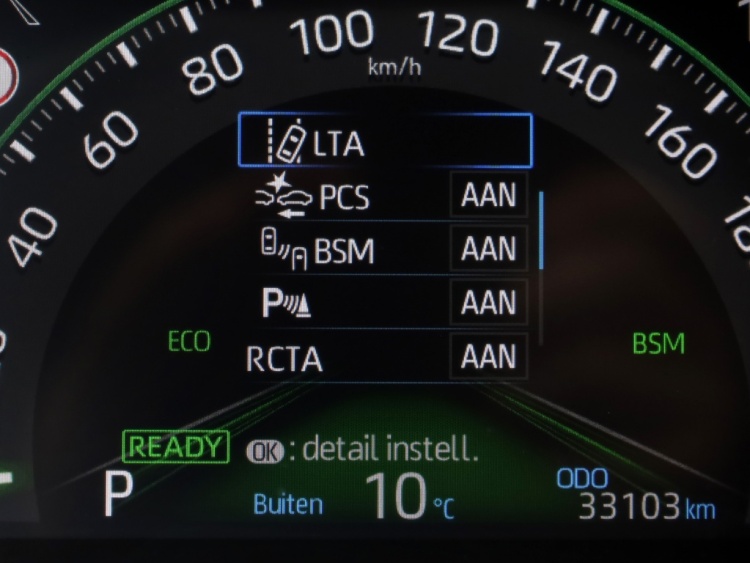 100 120
80 km/h 140
60 160
40
LTA
PCS AAN
BSM AAN
P AAN
ECO BSM
RCTA AAN
READY OK : detail instell.
P Buiten 10 °C ODO
33103 km